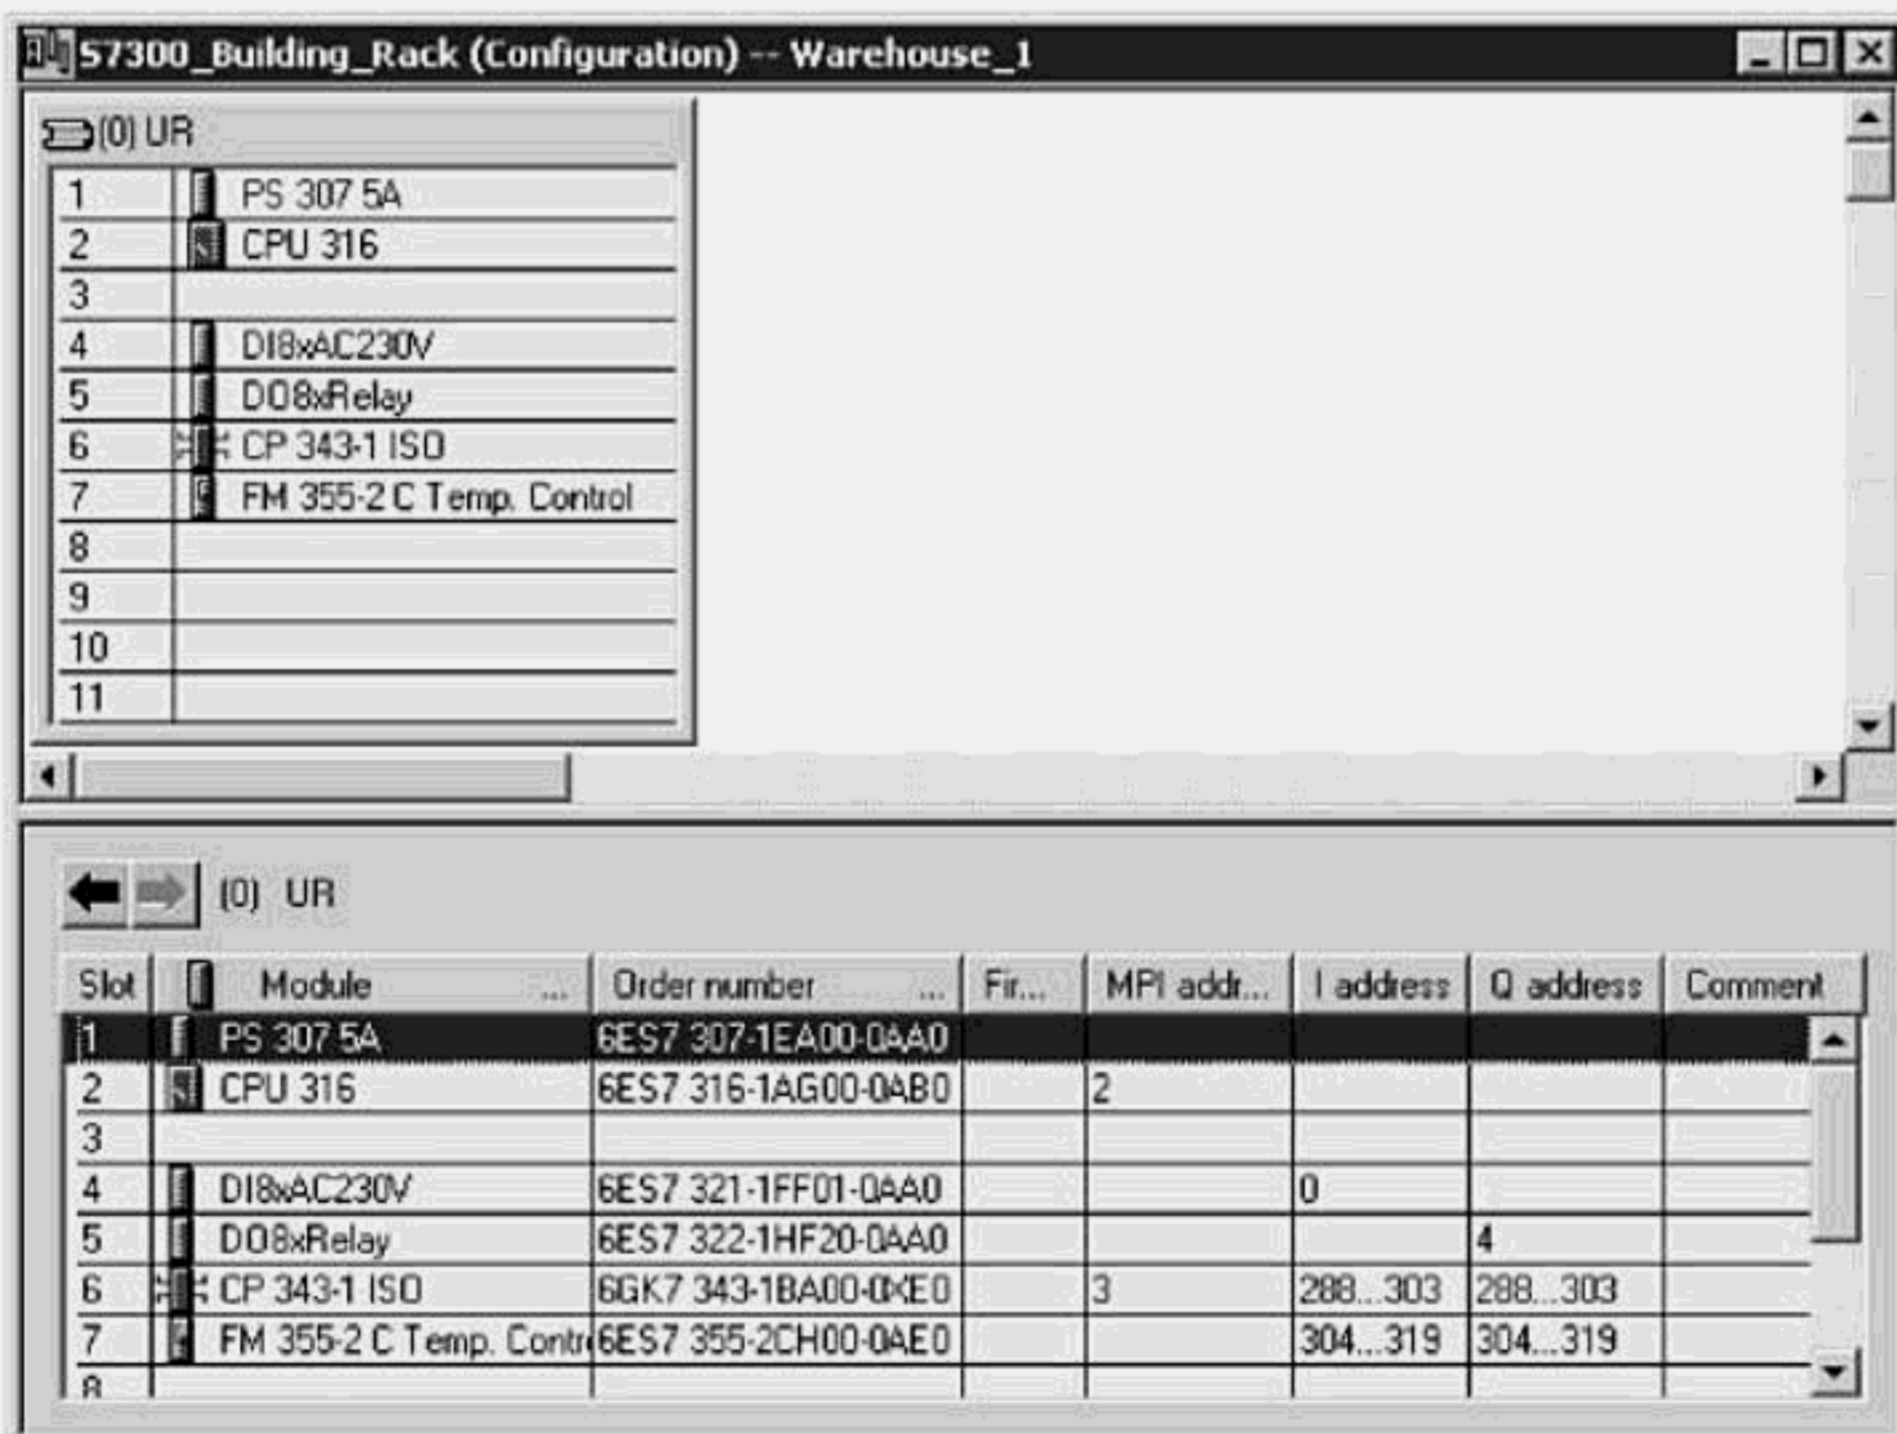 S7300_Building_Rack (Configuration) -- Warehouse_1
(0) UR
1 PS 307 5A
2 CPU 316
3
4 DI8xAC230V
5 DO8xRelay
6 CP 343-1 ISO
7 FM 355-2 C Temp. Control
8
9
10
11
(0) UR
Slot Module ... Order number ... Fir... MPI addr... I address Q address Comment
1 PS 307 5A 6ES7 307-1EA00-0AA0
2 CPU 316 6ES7 316-1AG00-0AB0 2
3
4 DI8xAC230V 6ES7 321-1FF01-0AA0 0
5 DO8xRelay 6ES7 322-1HF20-0AA0 4
6 CP 343-1 ISO 6GK7 343-1BA00-0XE0 3 288...303 288...303
7 FM 355-2 C Temp. Contr 6ES7 355-2CH00-0AE0 304...319 304...319
8